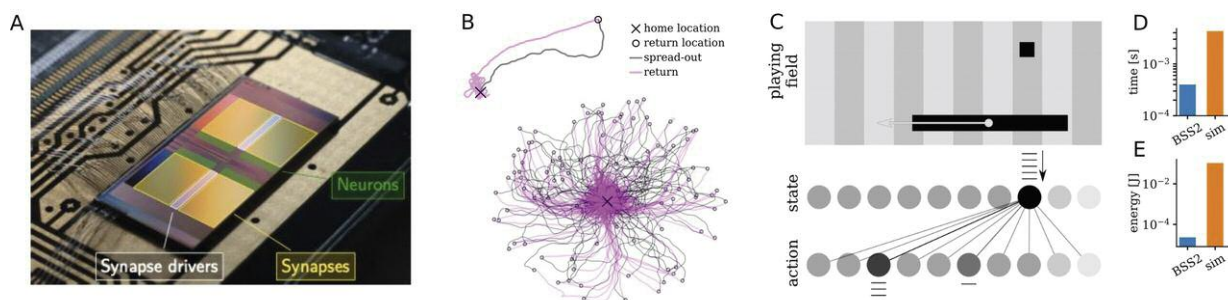 A
Neurons
Synapse drivers
Synapses
B
home location
return location
spread-out
return
C
playing
field
state
action
D
time [s]
10⁻³
10⁻⁴
BSS2
sim
E
energy [J]
10⁻²
10⁻⁴
BSS2
sim